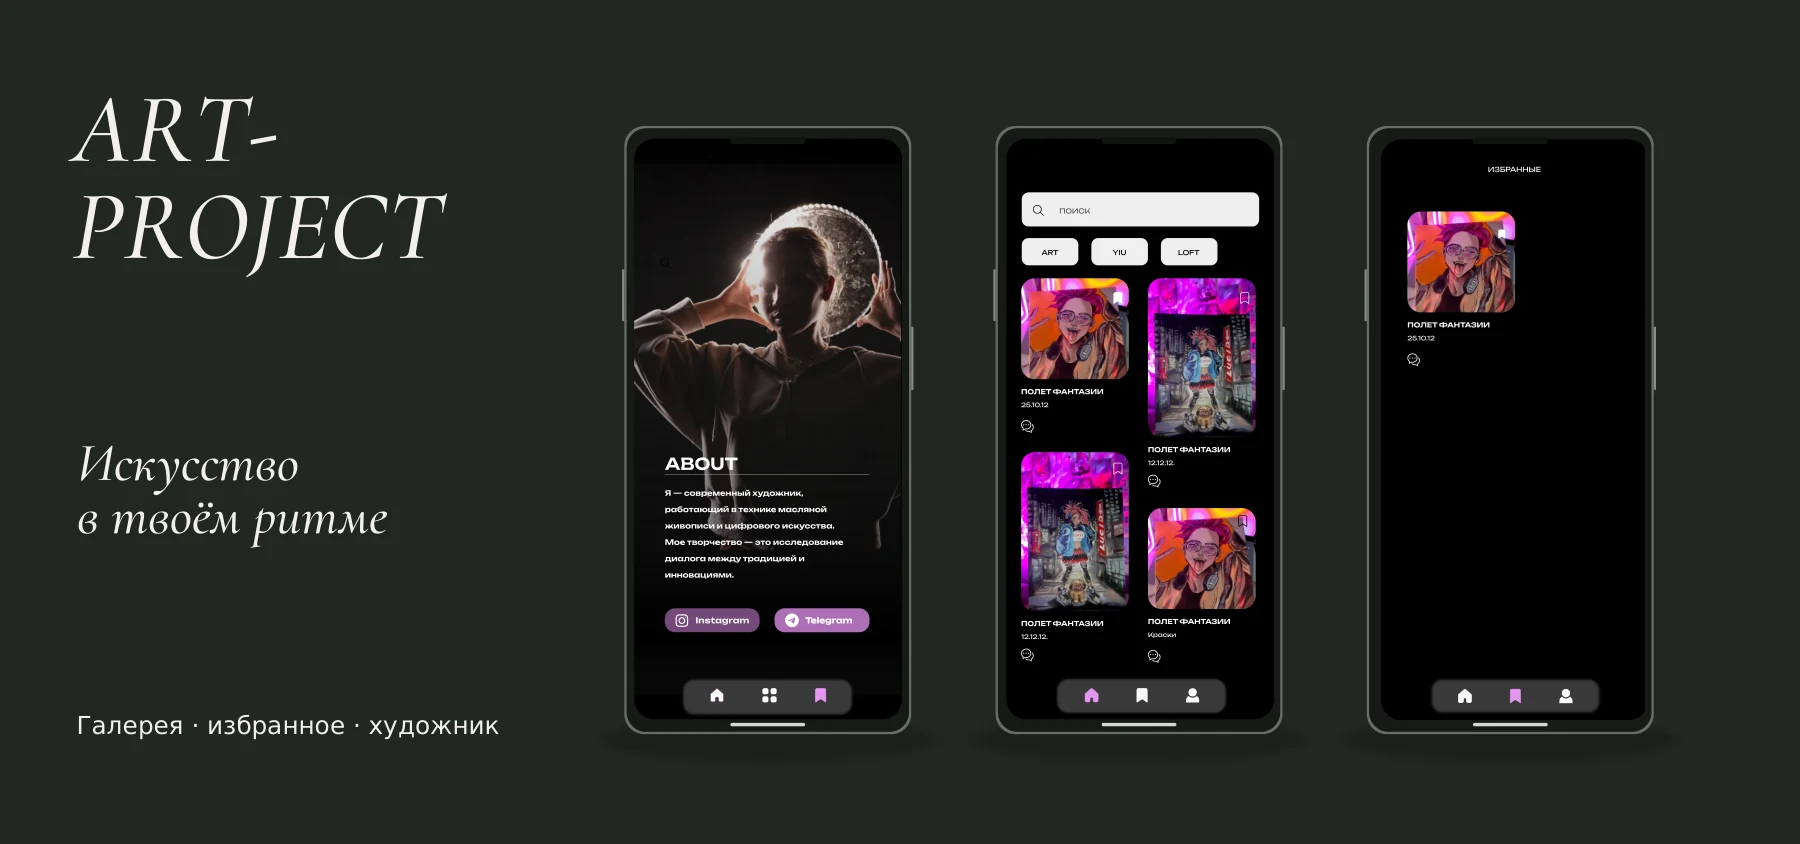 ART-
PROJECT
Искусство
в твоём ритме
Галерея · избранное · художник
ABOUT
Я — современный художник,
работающий в технике масляной
живописи и цифрового искусства.
Мое творчество — это исследование
диалога между традицией и
инновациями.
Instagram
Telegram
ПОИСК
ART
YIU
LOFT
ПОЛЕТ ФАНТАЗИИ
25.10.12
ПОЛЕТ ФАНТАЗИИ
12.12.12.
ПОЛЕТ ФАНТАЗИИ
12.12.12.
ПОЛЕТ ФАНТАЗИИ
Краски
ИЗБРАННЫЕ
ПОЛЕТ ФАНТАЗИИ
25.10.12